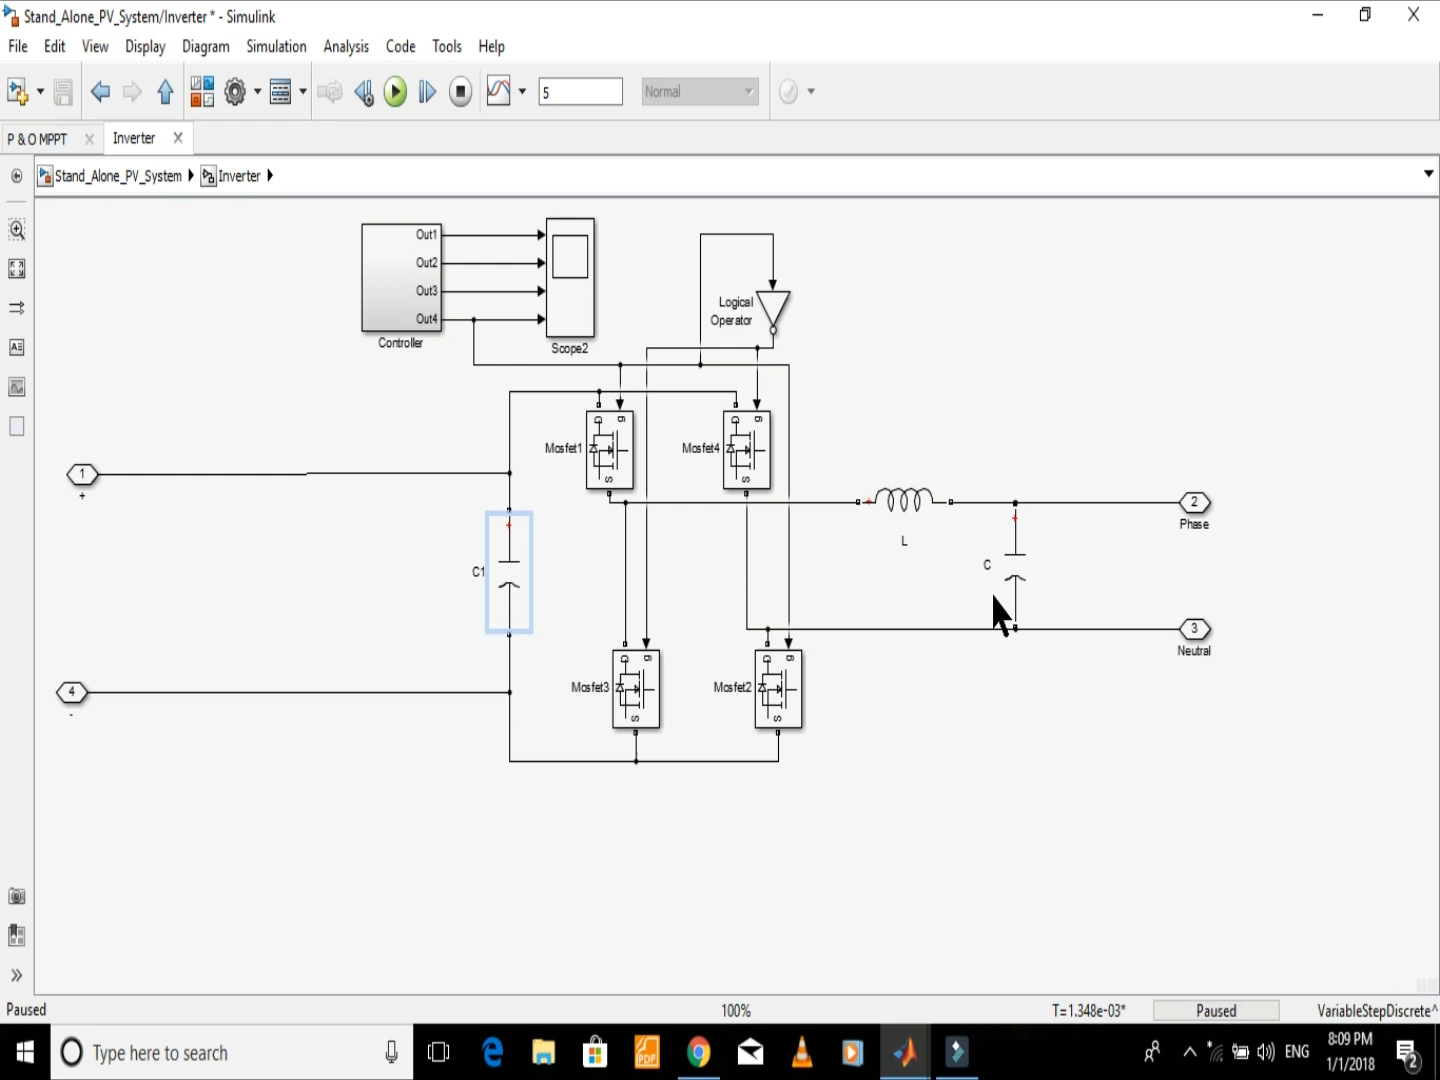 Stand_Alone_PV_System/Inverter * - Simulink
File Edit View Display Diagram Simulation Analysis Code Tools Help
5 Normal
P & O MPPT Inverter
Stand_Alone_PV_System Inverter
Out1
Out2
Out3
Out4
Controller
Scope2
Logical
Operator
Mosfet1
D g
S
Mosfet4
D g
S
1
+
2
Phase
L
+
C1
+
C
+
3
Neutral
4
-
Mosfet3
D g
S
Mosfet2
D g
S
Paused 100% T=1.348e-03* Paused VariableStepDiscrete^
Type here to search
PDF
ENG
8:09 PM
1/1/2018
2